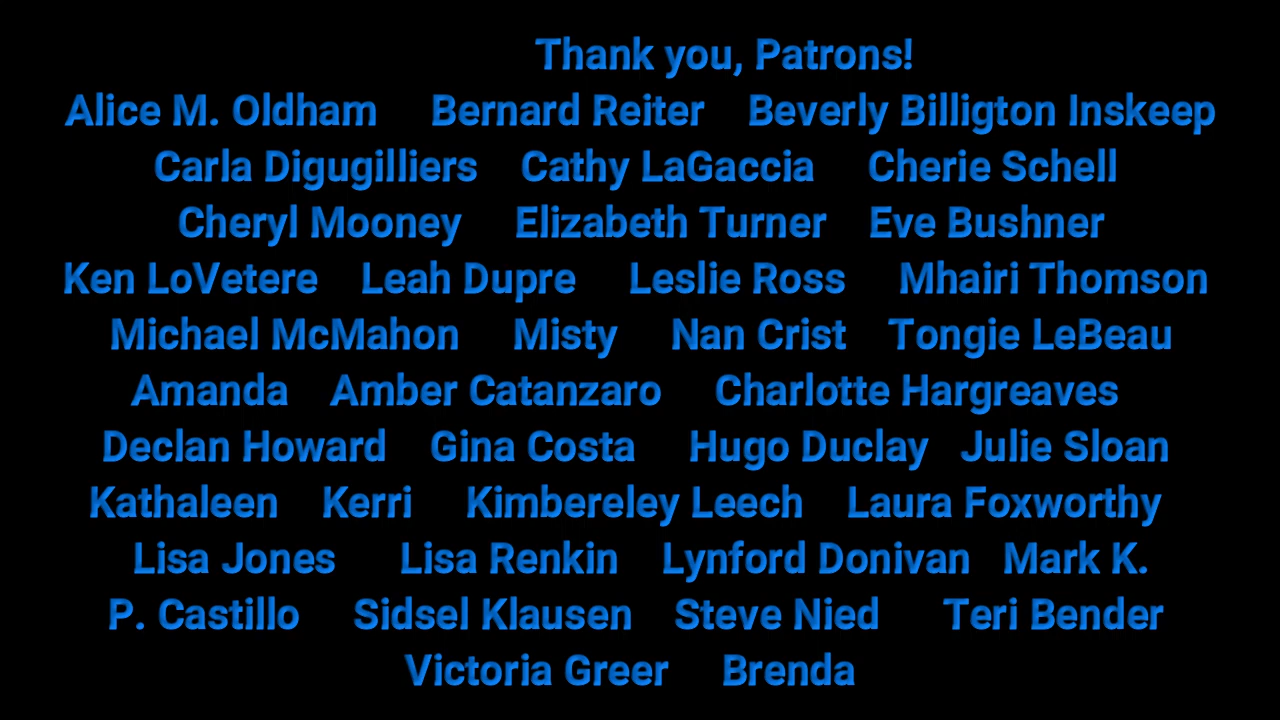 Thank you, Patrons!
Alice M. Oldham Bernard Reiter Beverly Billigton Inskeep
Carla Digugilliers Cathy LaGaccia Cherie Schell
Cheryl Mooney Elizabeth Turner Eve Bushner
Ken LoVetere Leah Dupre Leslie Ross Mhairi Thomson
Michael McMahon Misty Nan Crist Tongie LeBeau
Amanda Amber Catanzaro Charlotte Hargreaves
Declan Howard Gina Costa Hugo Duclay Julie Sloan
Kathaleen Kerri Kimbereley Leech Laura Foxworthy
Lisa Jones Lisa Renkin Lynford Donivan Mark K.
P. Castillo Sidsel Klausen Steve Nied Teri Bender
Victoria Greer Brenda